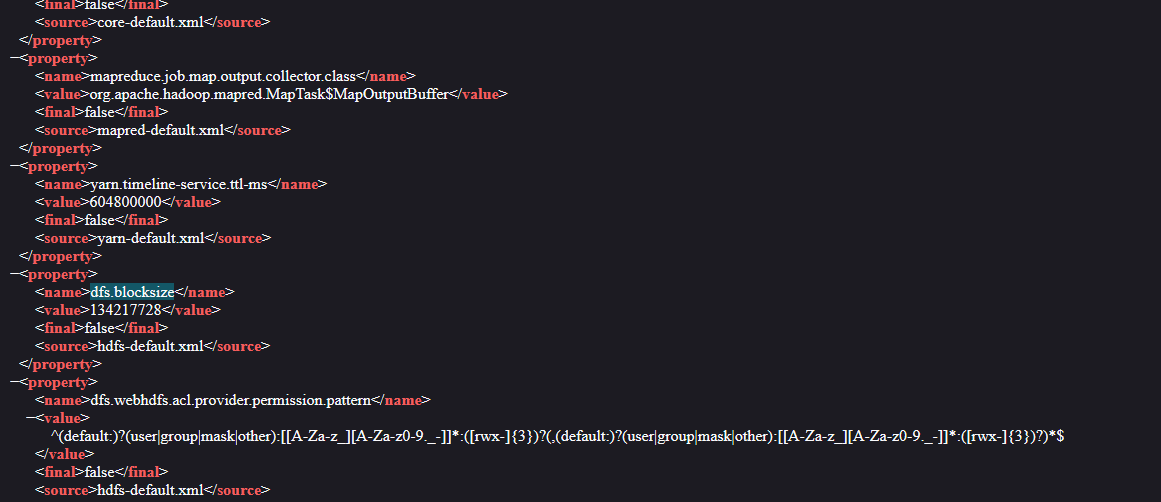 <final>false</final>
<source>core-default.xml</source>
</property>
−<property>
<name>mapreduce.job.map.output.collector.class</name>
<value>org.apache.hadoop.mapred.MapTask$MapOutputBuffer</value>
<final>false</final>
<source>mapred-default.xml</source>
</property>
−<property>
<name>yarn.timeline-service.ttl-ms</name>
<value>604800000</value>
<final>false</final>
<source>yarn-default.xml</source>
</property>
−<property>
<name>dfs.blocksize</name>
<value>134217728</value>
<final>false</final>
<source>hdfs-default.xml</source>
</property>
−<property>
<name>dfs.webhdfs.acl.provider.permission.pattern</name>
−<value>
^(default:)?(user|group|mask|other):[[A-Za-z_][A-Za-z0-9._-]]*:([rwx-]{3})?(,(default:)?(user|group|mask|other):[[A-Za-z_][A-Za-z0-9._-]]*:([rwx-]{3})?)*$
</value>
<final>false</final>
<source>hdfs-default.xml</source>